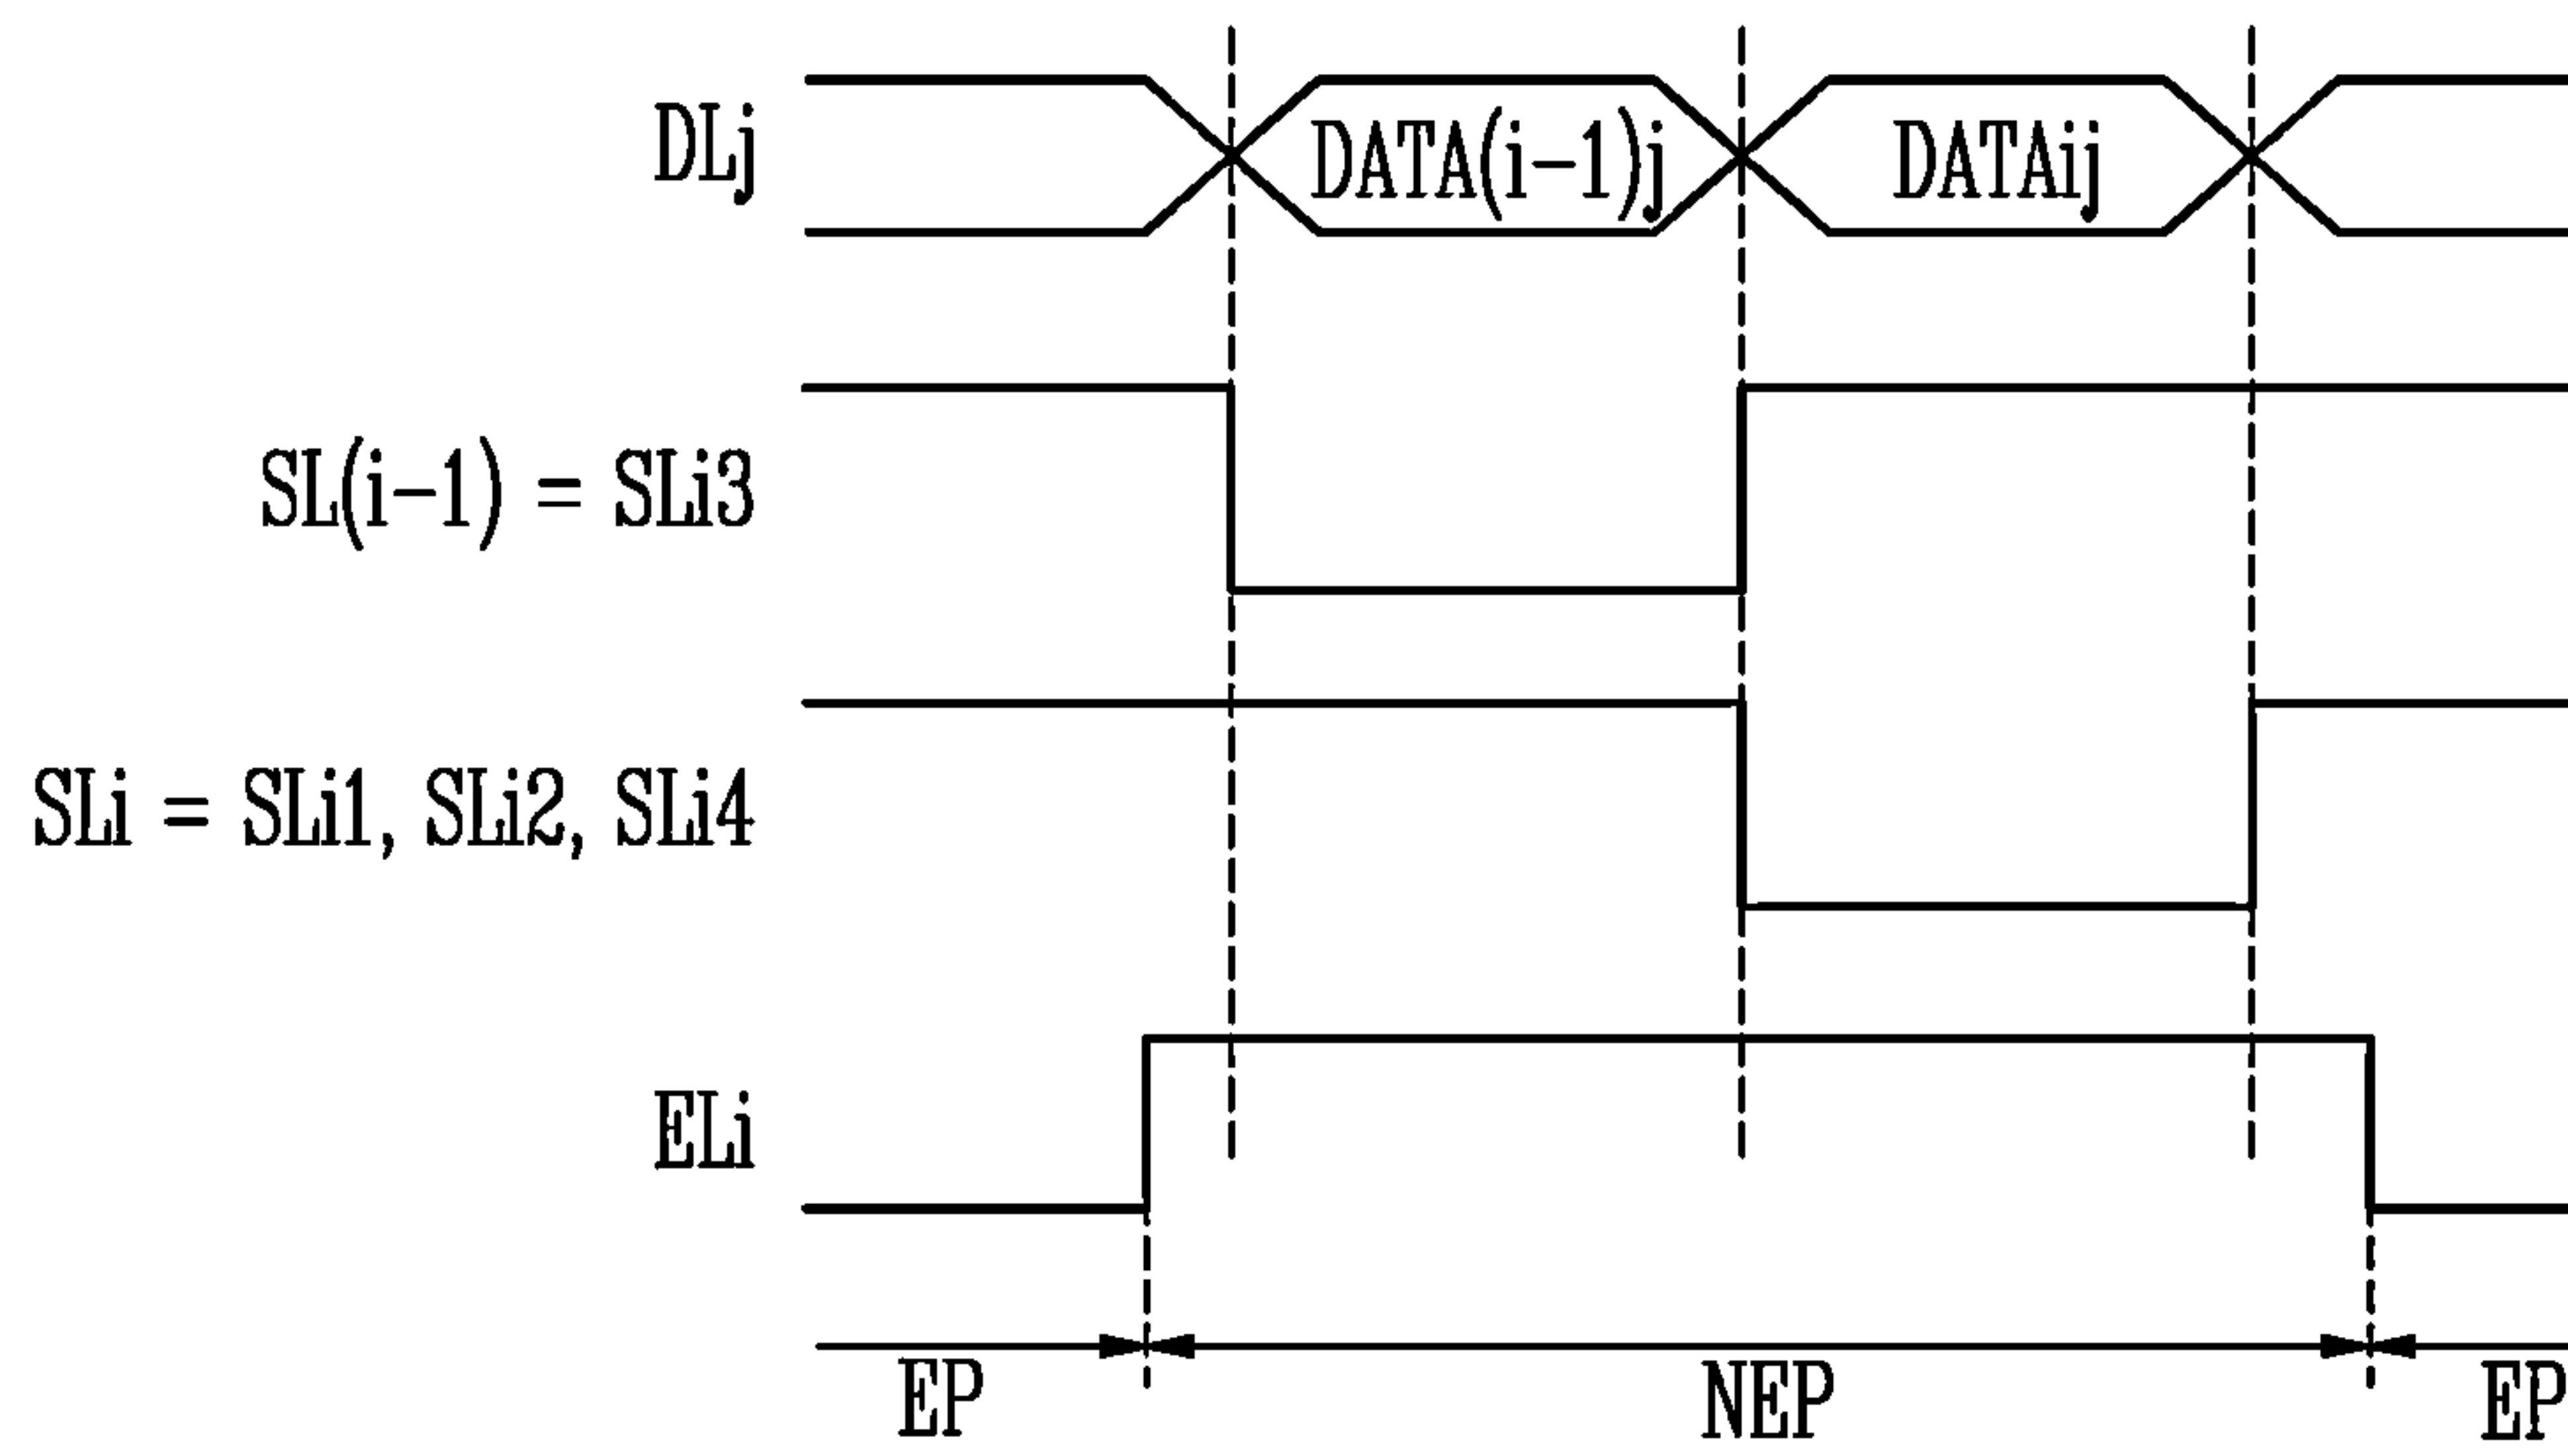 DLj DATA(i-1)j DATAij
SL(i-1) = SLi3
SLi = SLi1, SLi2, SLi4
ELi
EP NEP EP